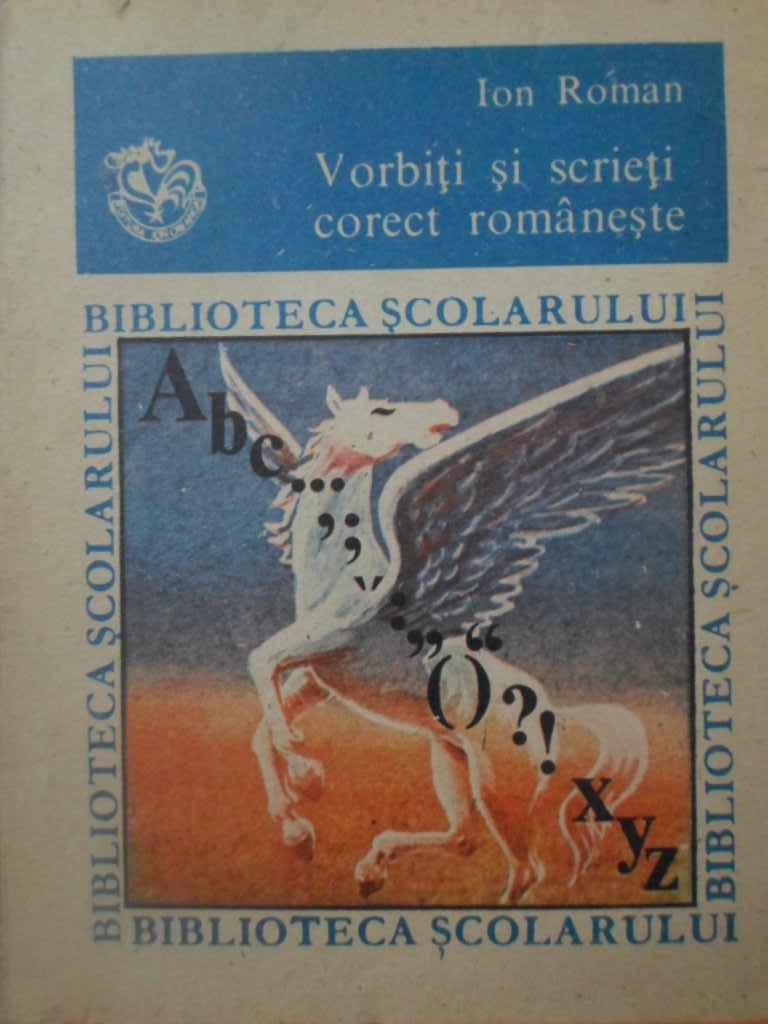 Ion Roman
Vorbiţi şi scrieţi
corect româneşte
BIBLIOTECA ŞCOLARULUI
BIBLIOTECA ŞCOLARULUI
BIBLIOTECA ŞCOLARULUI
Abc...
,;
˘
:
„“
()?!
xyz
BIBLIOTECA ŞCOLARULUI